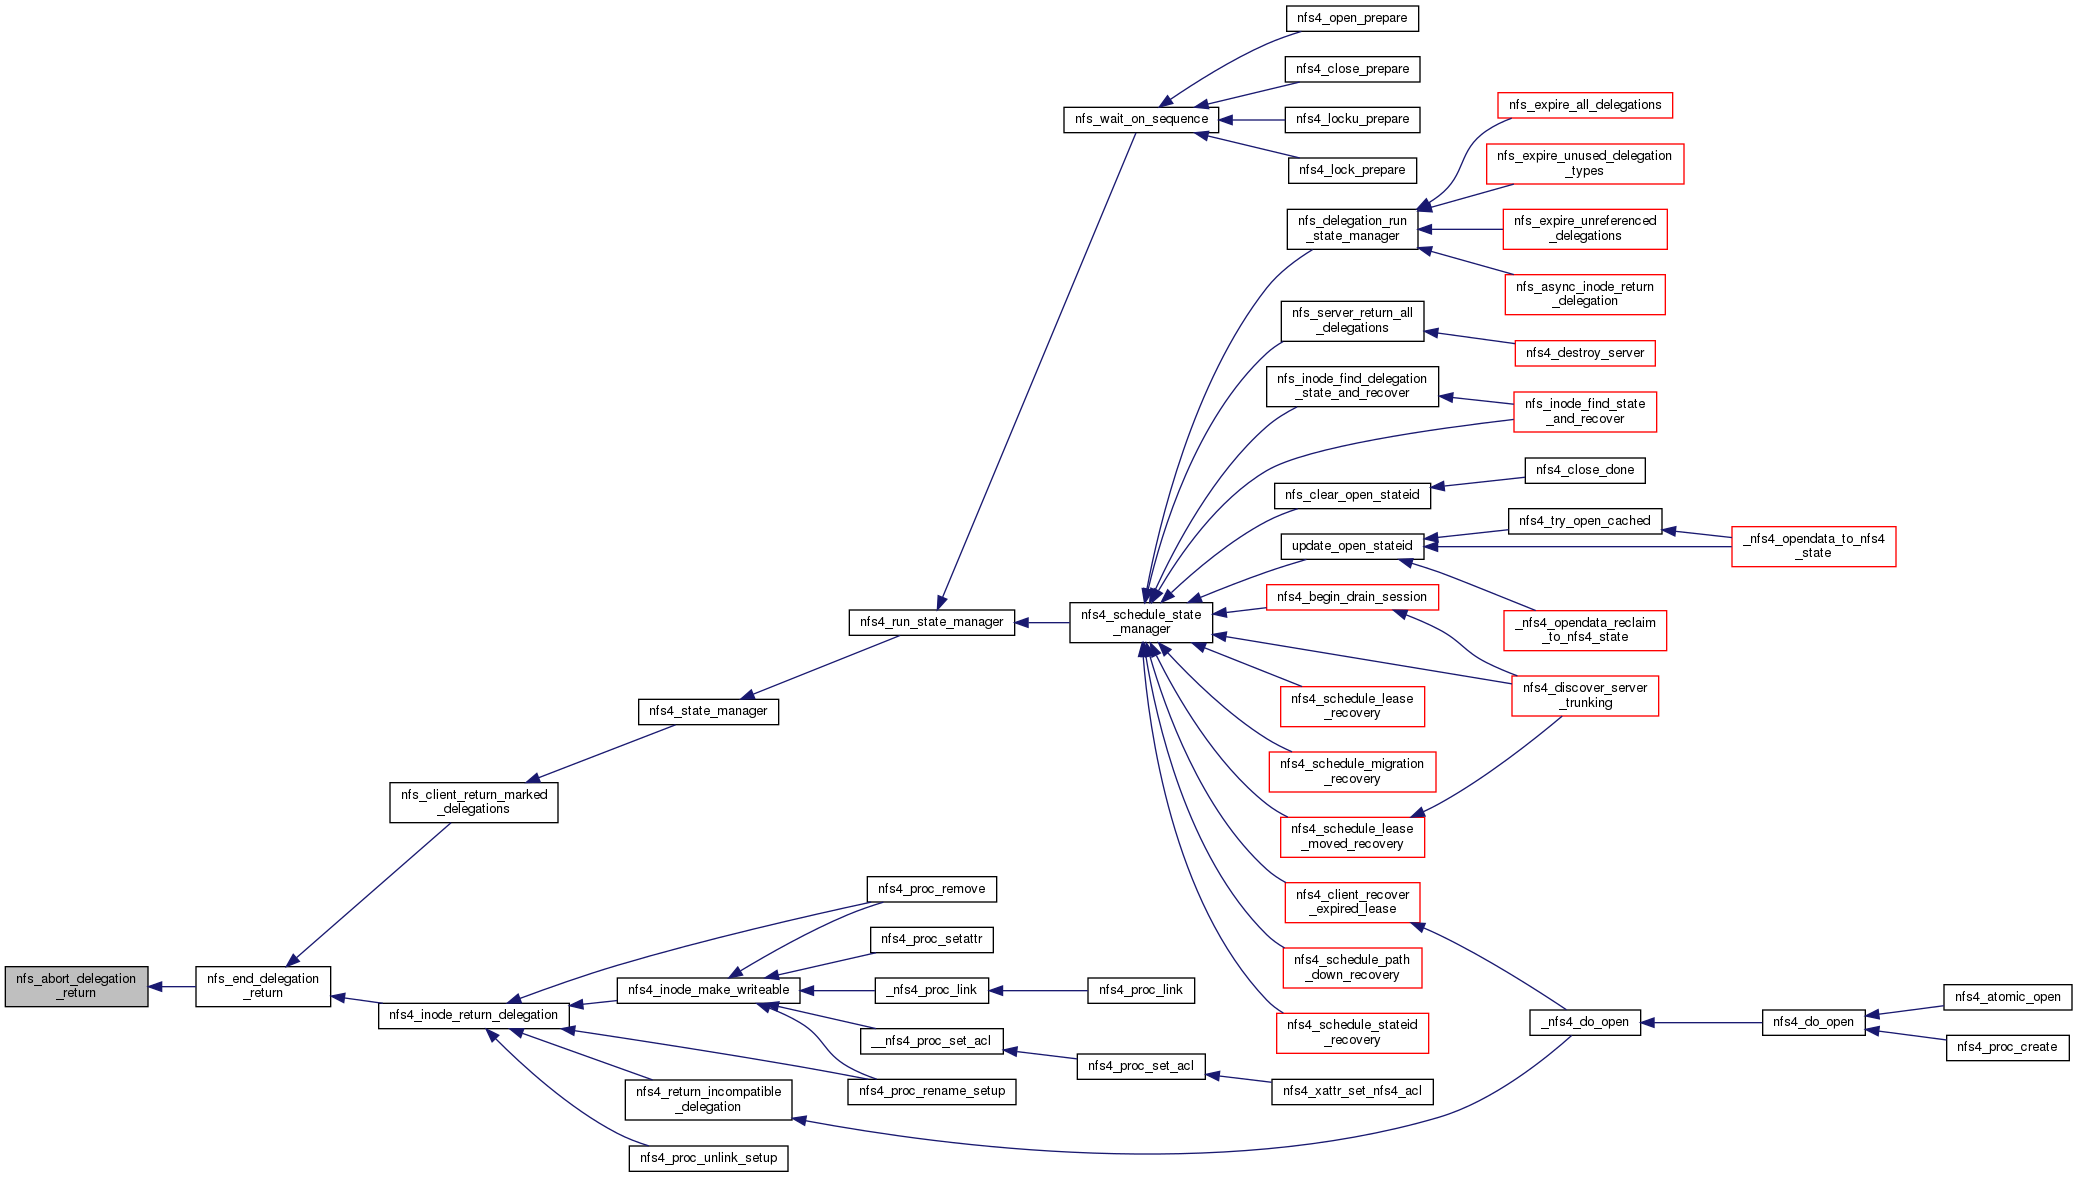 nfs4_open_prepare
nfs4_close_prepare
nfs_wait_on_sequence
nfs4_locku_prepare
nfs4_lock_prepare
nfs_expire_all_delegations
nfs_expire_unused_delegation
_types
nfs_delegation_run
_state_manager
nfs_expire_unreferenced
_delegations
nfs_async_inode_return
_delegation
nfs_server_return_all
_delegations
nfs4_destroy_server
nfs_inode_find_delegation
_state_and_recover
nfs_inode_find_state
_and_recover
nfs_clear_open_stateid
nfs4_close_done
nfs4_try_open_cached
update_open_stateid
_nfs4_opendata_to_nfs4
_state
nfs4_begin_drain_session
_nfs4_opendata_reclaim
_to_nfs4_state
nfs4_run_state_manager
nfs4_schedule_state
_manager
nfs4_discover_server
_trunking
nfs4_schedule_lease
_recovery
nfs4_state_manager
nfs4_schedule_migration
_recovery
nfs_client_return_marked
_delegations
nfs4_schedule_lease
_moved_recovery
nfs4_client_recover
_expired_lease
nfs4_proc_remove
nfs4_proc_setattr
nfs4_schedule_path
_down_recovery
nfs_abort_delegation
_return
nfs_end_delegation
_return
nfs4_inode_make_writeable
_nfs4_proc_link
nfs4_proc_link
nfs4_inode_return_delegation
nfs4_schedule_stateid
_recovery
_nfs4_do_open
nfs4_do_open
nfs4_atomic_open
nfs4_proc_create
__nfs4_proc_set_acl
nfs4_proc_set_acl
nfs4_xattr_set_nfs4_acl
nfs4_proc_rename_setup
nfs4_return_incompatible
_delegation
nfs4_proc_unlink_setup